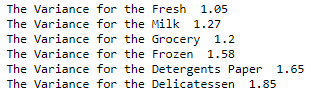 The Variance for the Fresh  1.05
The Variance for the Milk  1.27
The Variance for the Grocery  1.2
The Variance for the Frozen  1.58
The Variance for the Detergents Paper  1.65
The Variance for the Delicatessen  1.85